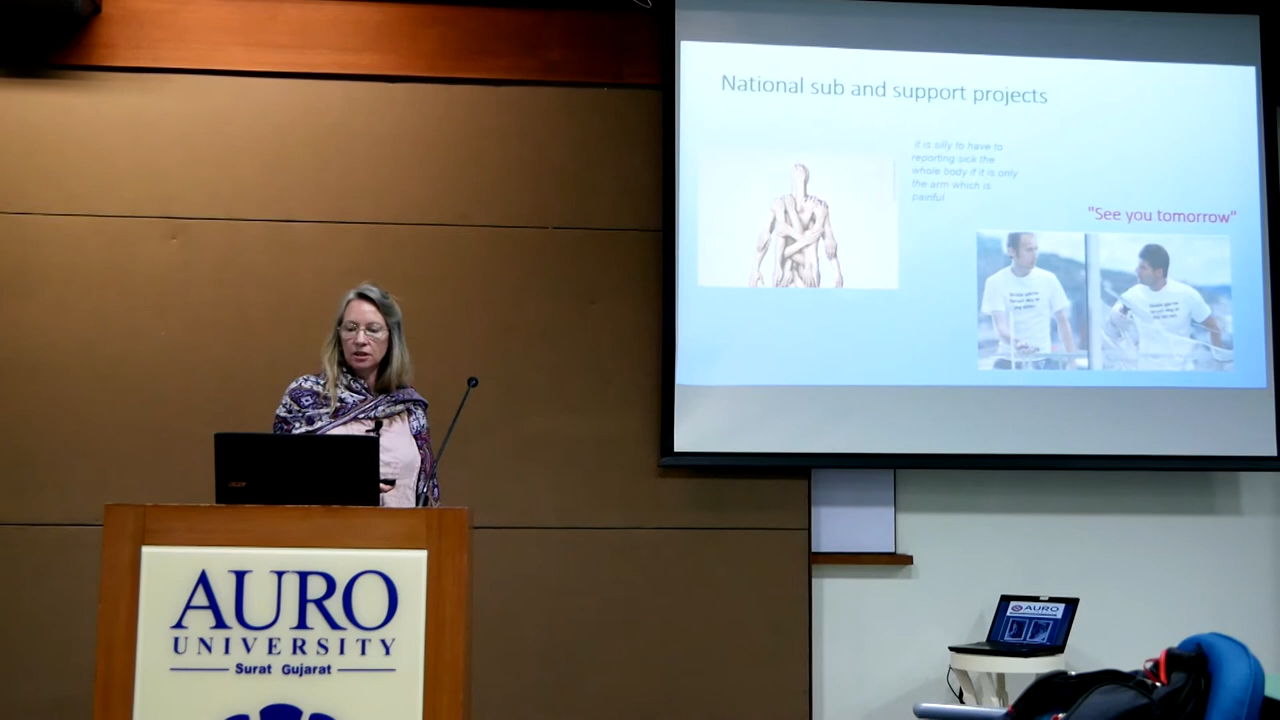 National sub and support projects
it is silly to have to
reporting sick the
whole body if it is only
the arm which is
painful
"See you tomorrow"
acer
AURO
UNIVERSITY
Surat Gujarat
AURO